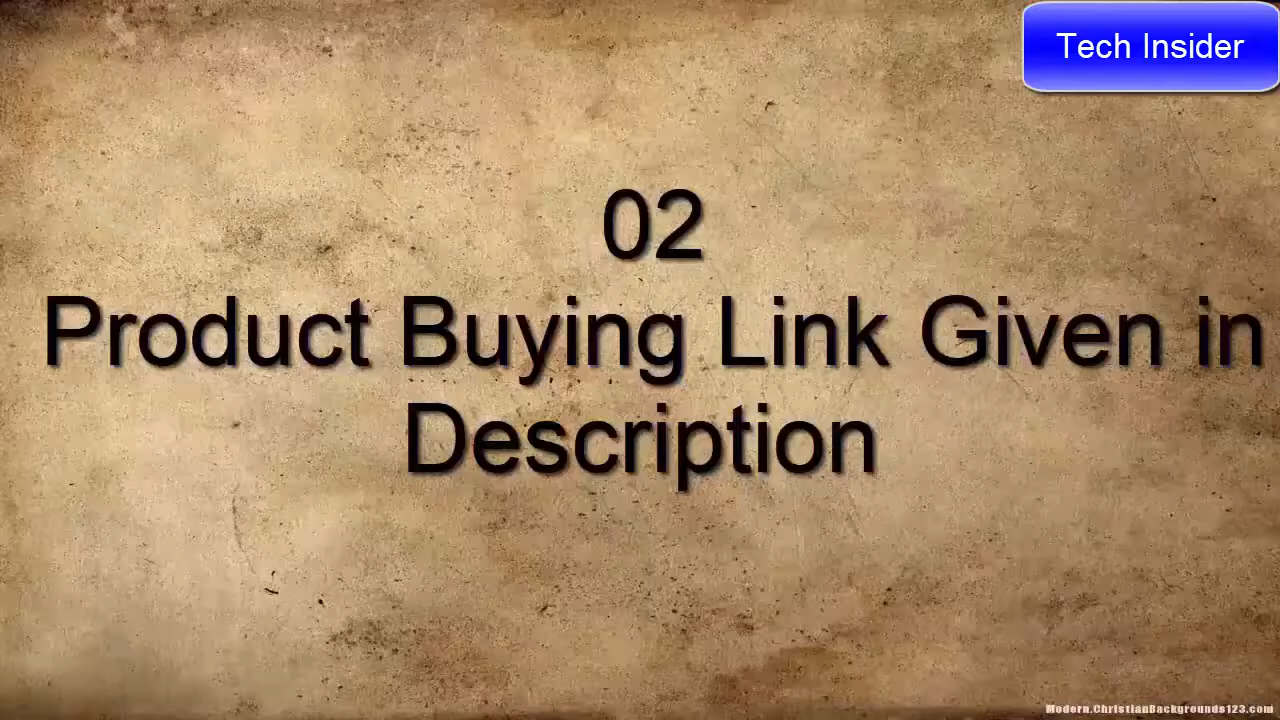 Tech Insider
02
Product Buying Link Given in
Description
Modern.ChristianBackgrounds123.com